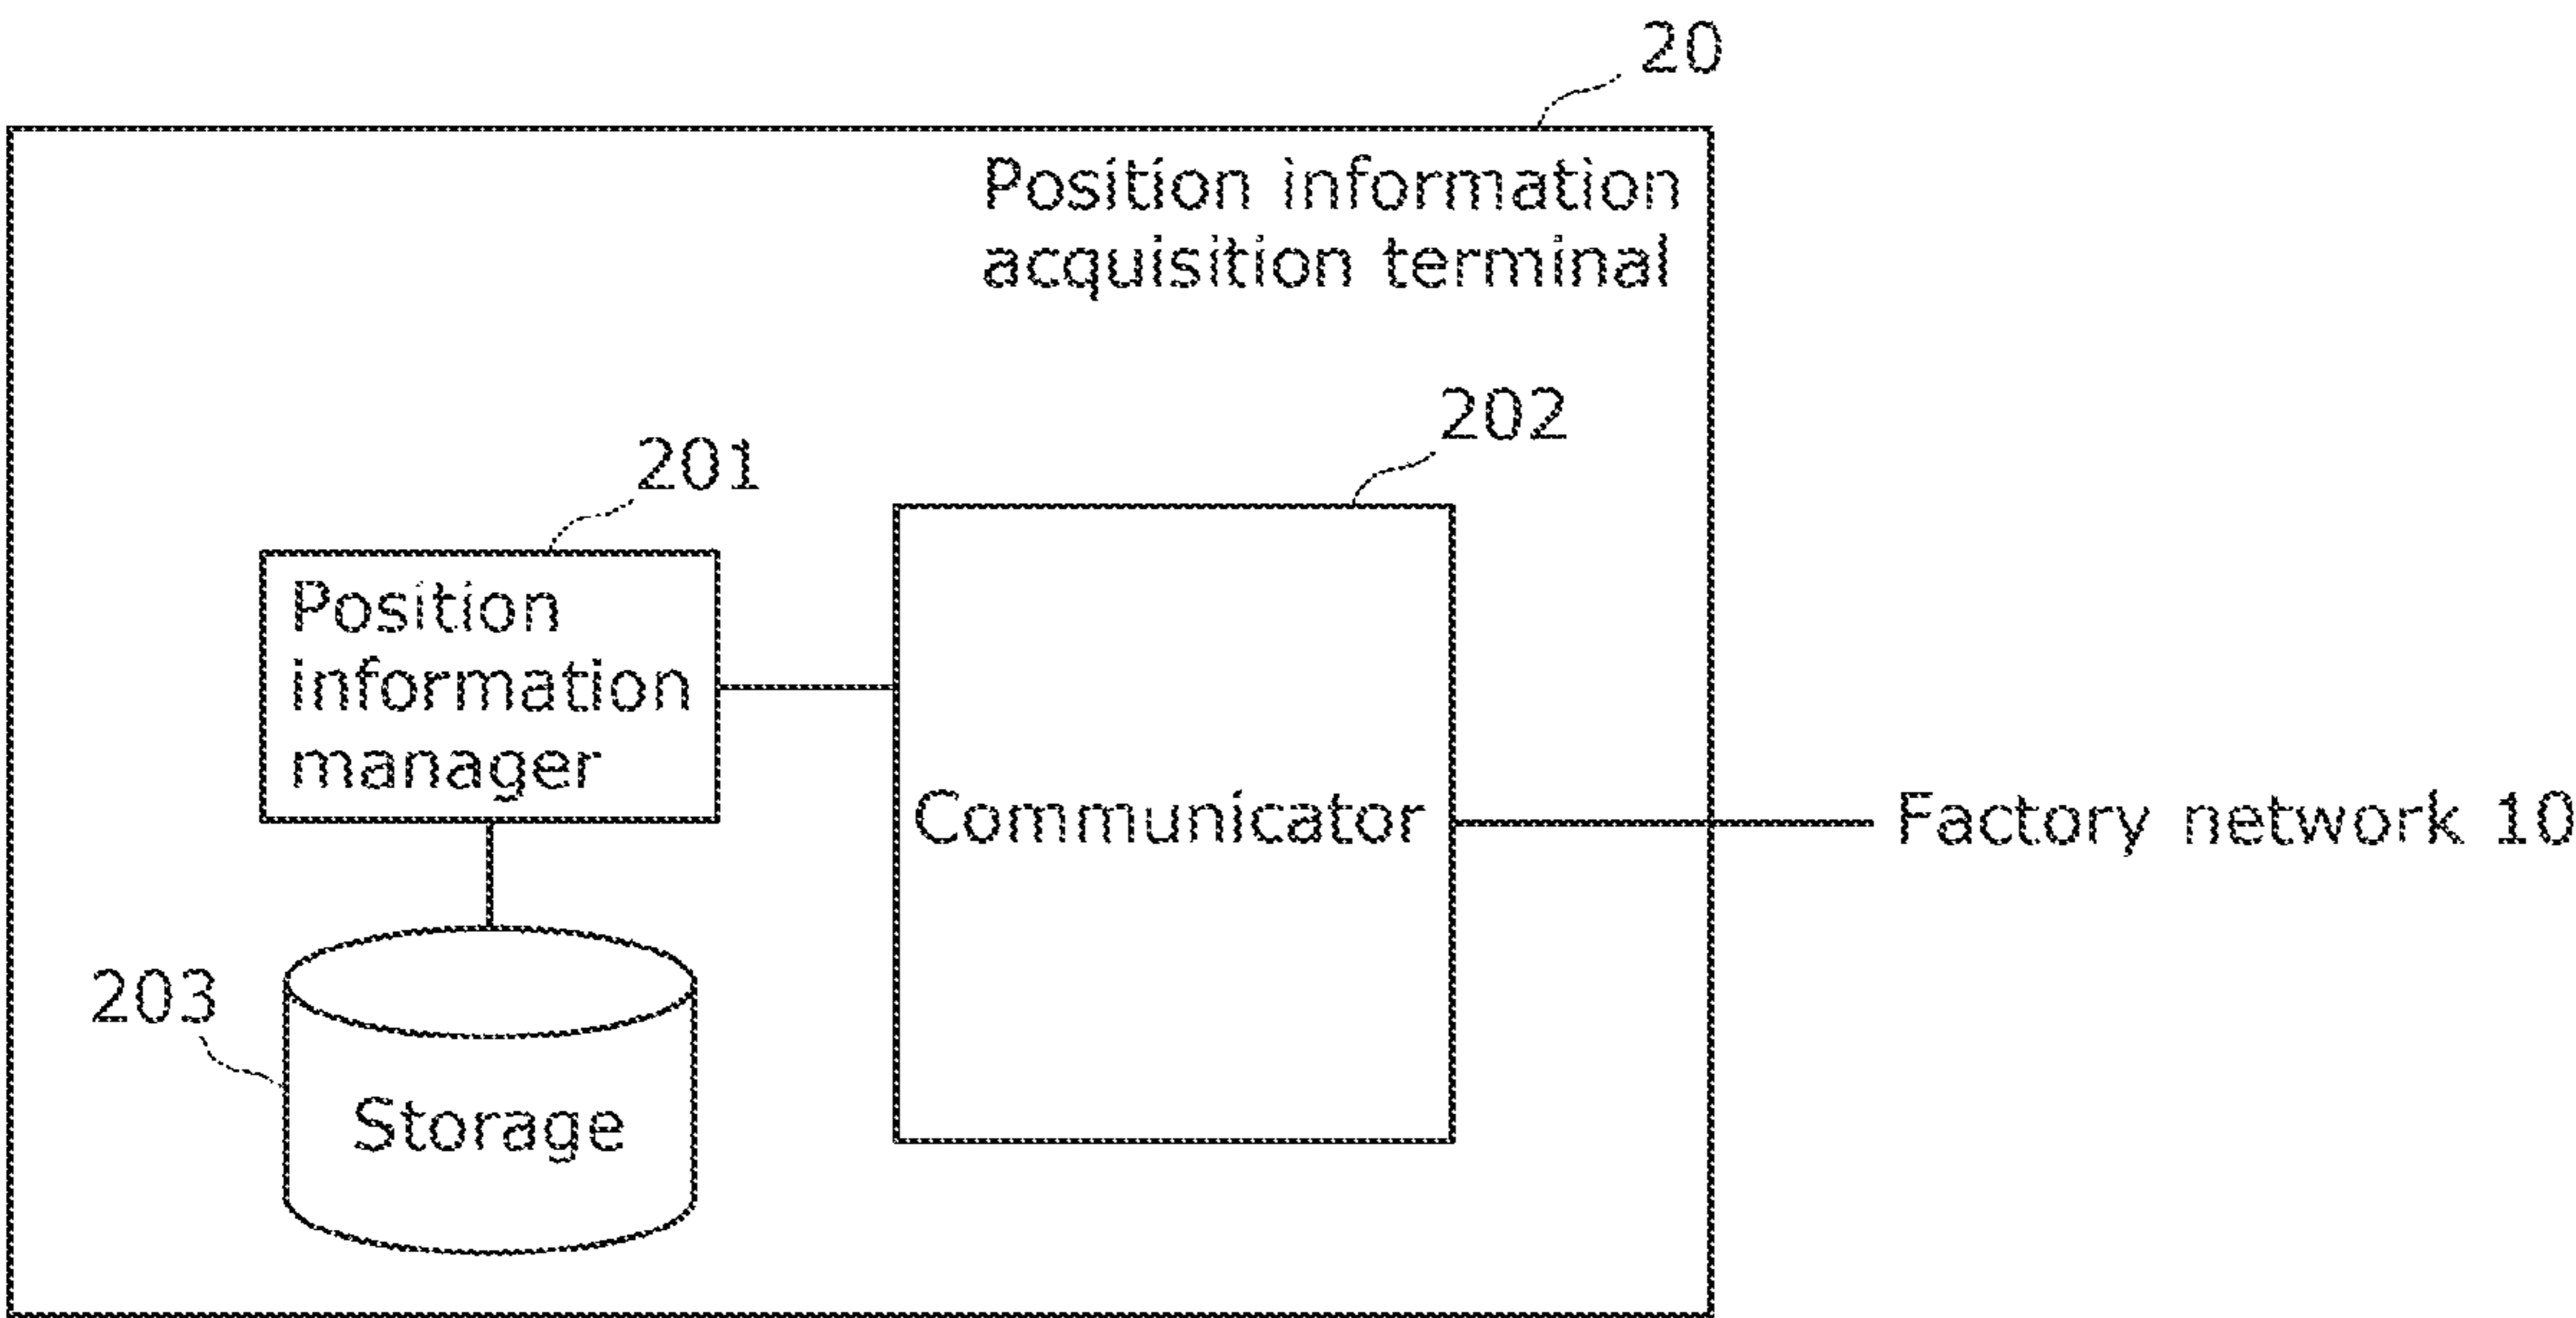 20
Position information
acquisition terminal
202
201
Position
information
manager
Communicator
Factory network 10
203
Storage